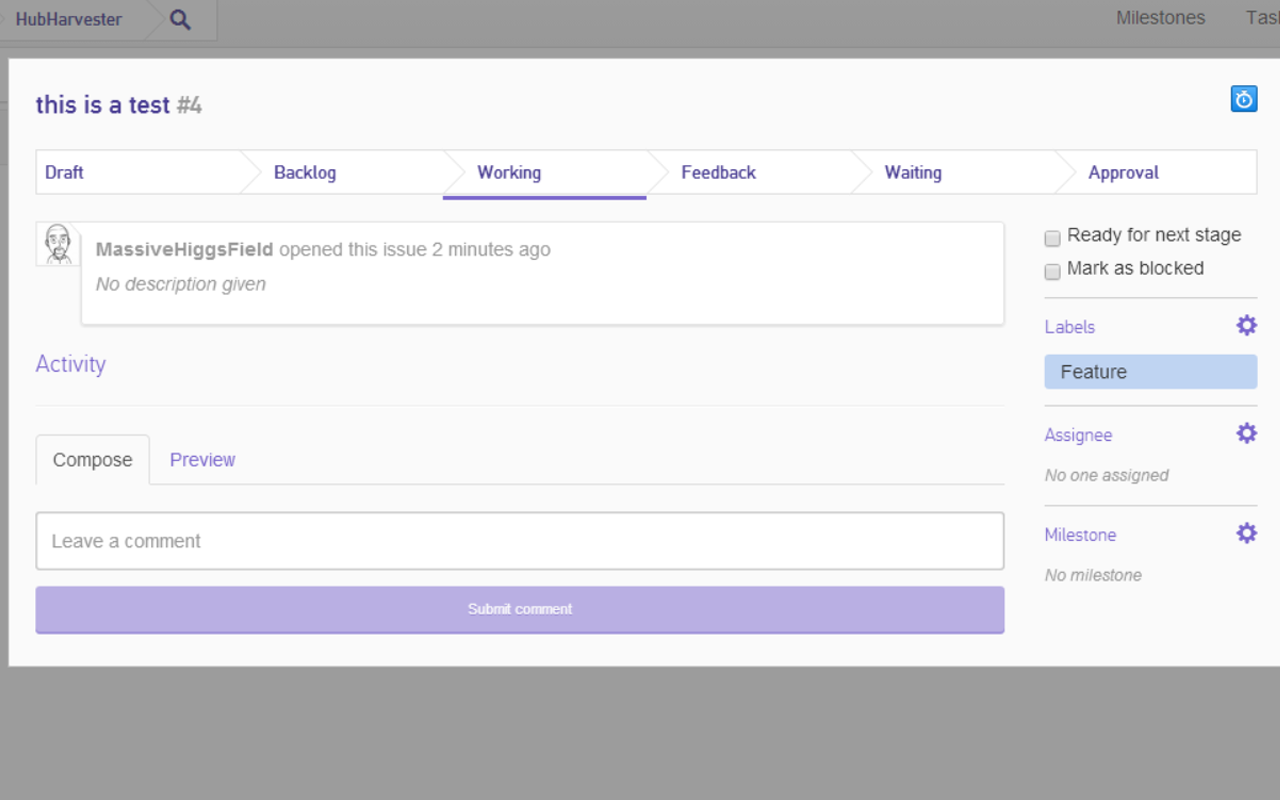 HubHarvester
Milestones
this is a test #4
Draft
Backlog
Working
Feedback
Waiting
Approval
MassiveHiggsField opened this issue 2 minutes ago
No description given
Ready for next stage
Mark as blocked
Labels
Feature
Activity
Assignee
No one assigned
Compose
Preview
Milestone
No milestone
Leave a comment
Submit comment